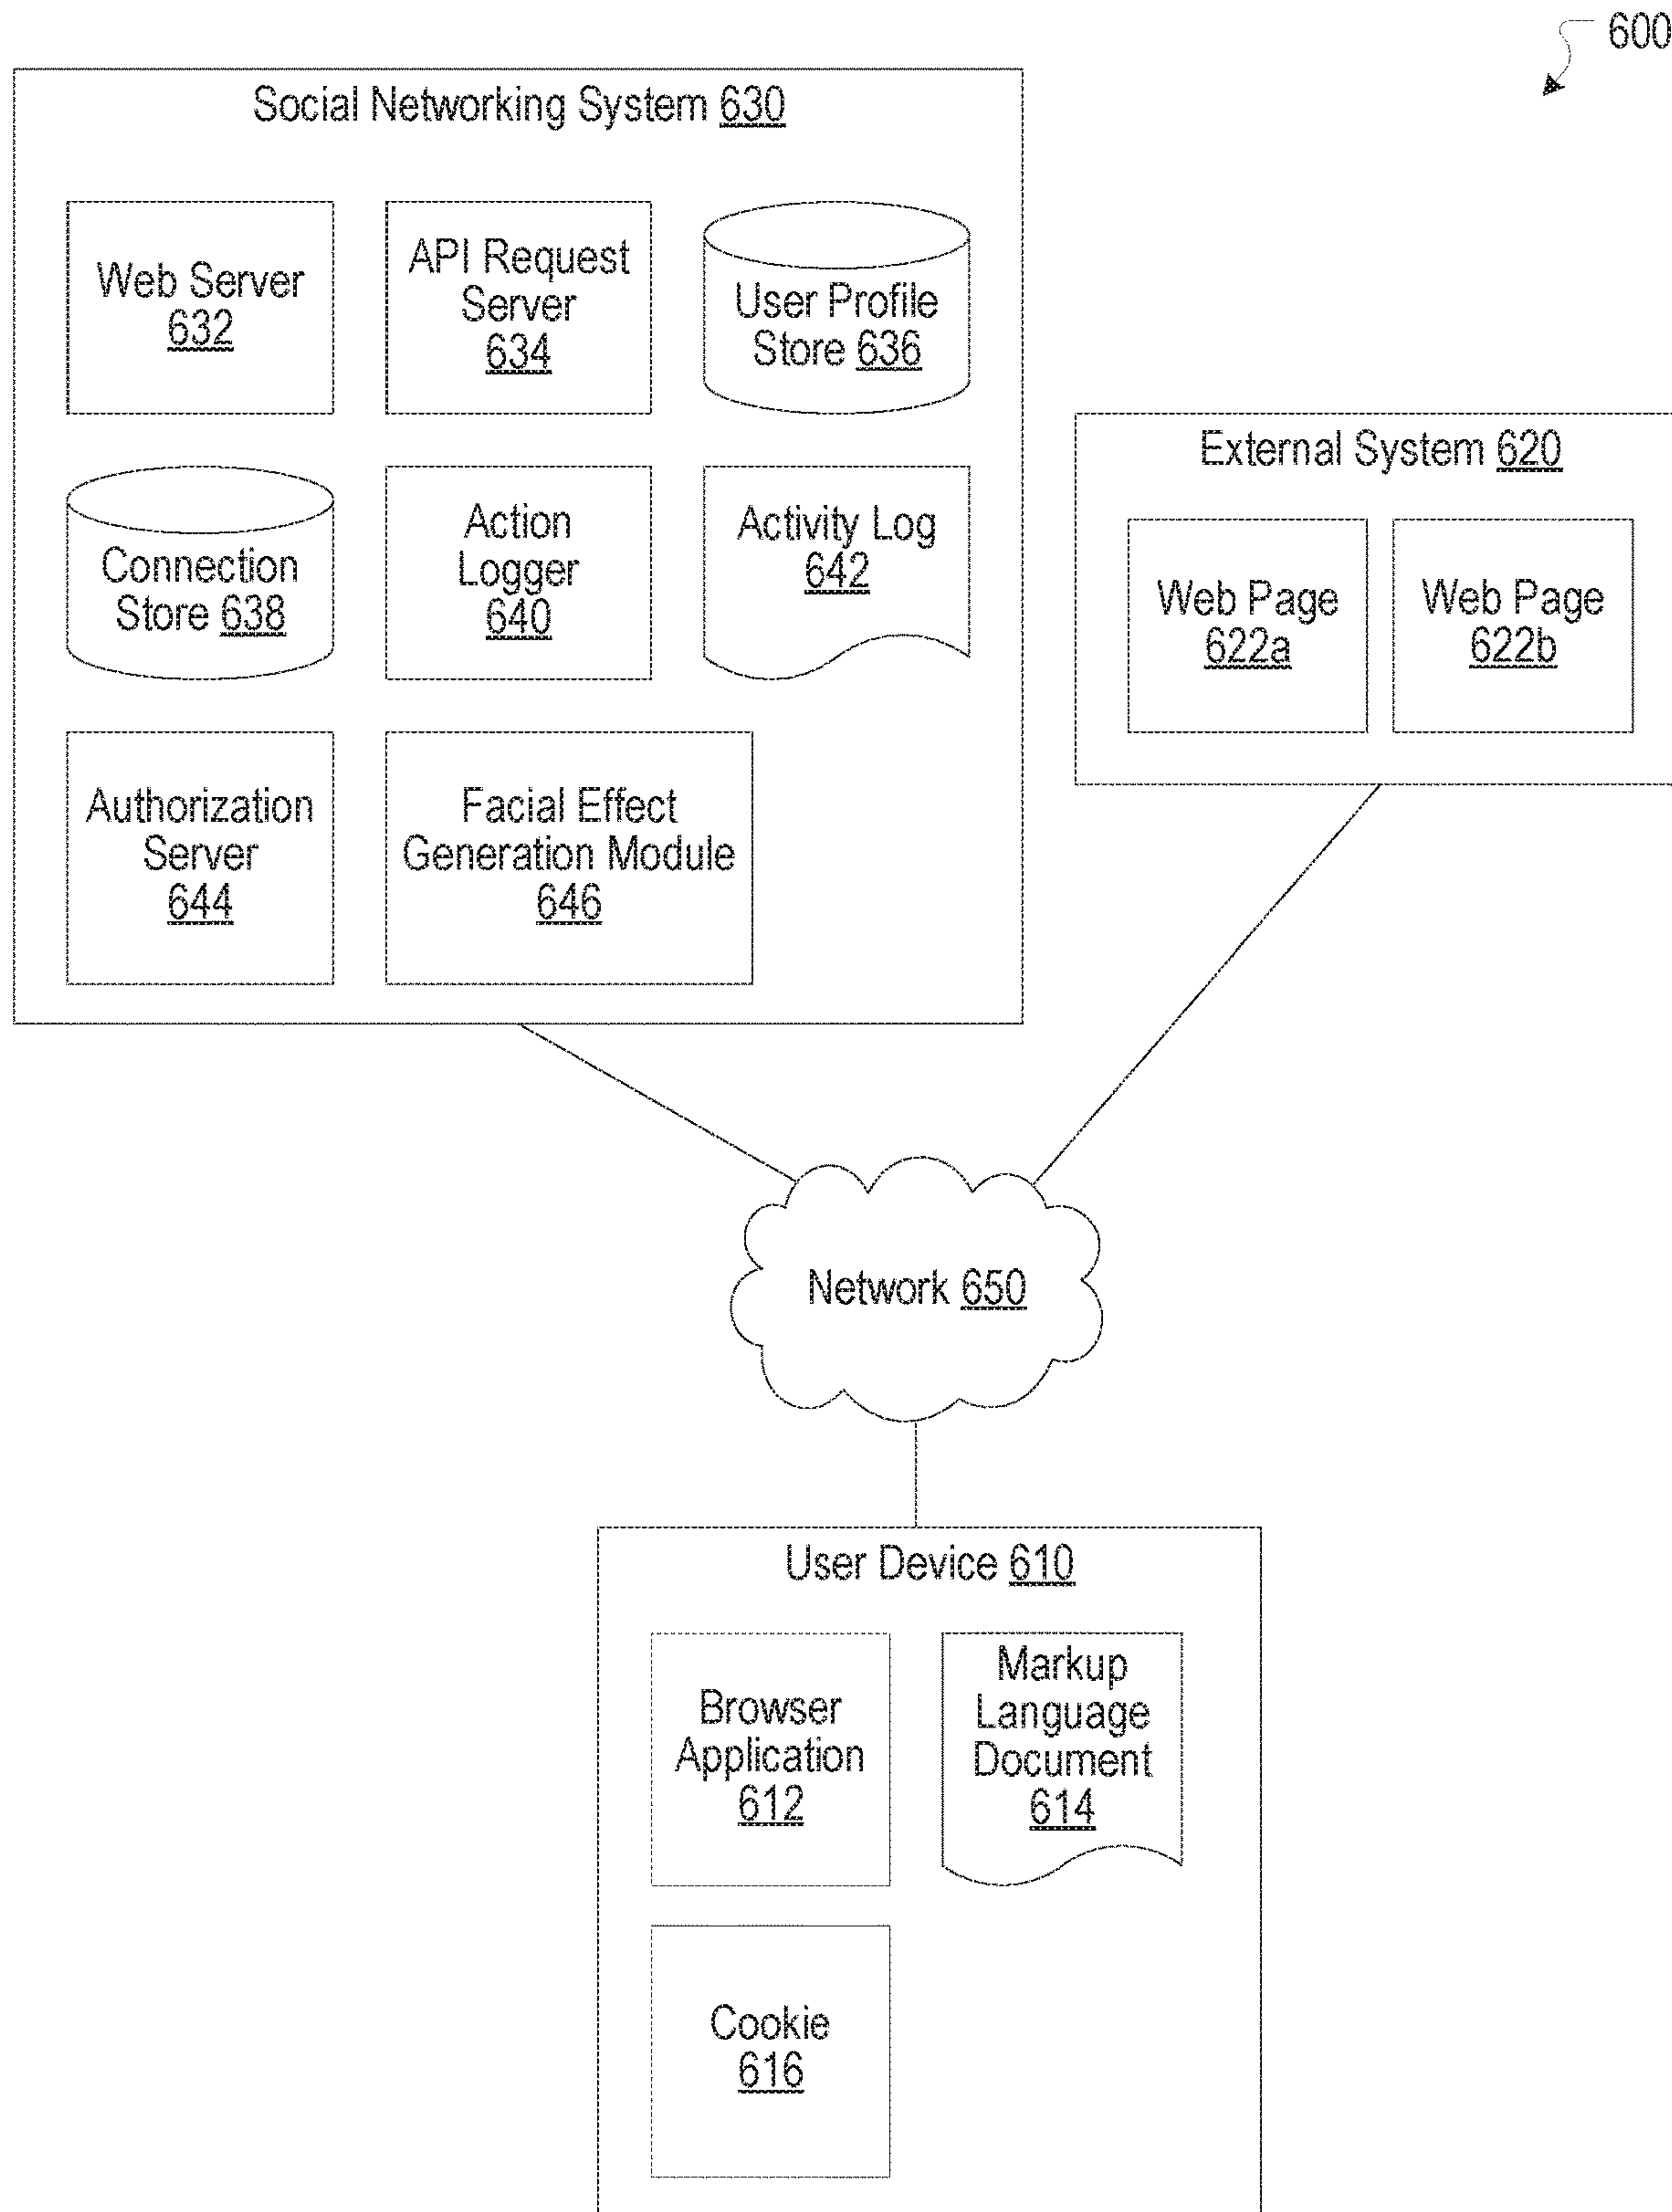 600
Social Networking System 630
Web Server
632
API Request
Server
634
User Profile
Store 636
Connection
Store 638
Action
Logger
640
Activity Log
642
Authorization
Server
644
Facial Effect
Generation Module
646
External System 620
Web Page
622a
Web Page
622b
Network 650
User Device 610
Browser
Application
612
Markup
Language
Document
614
Cookie
616